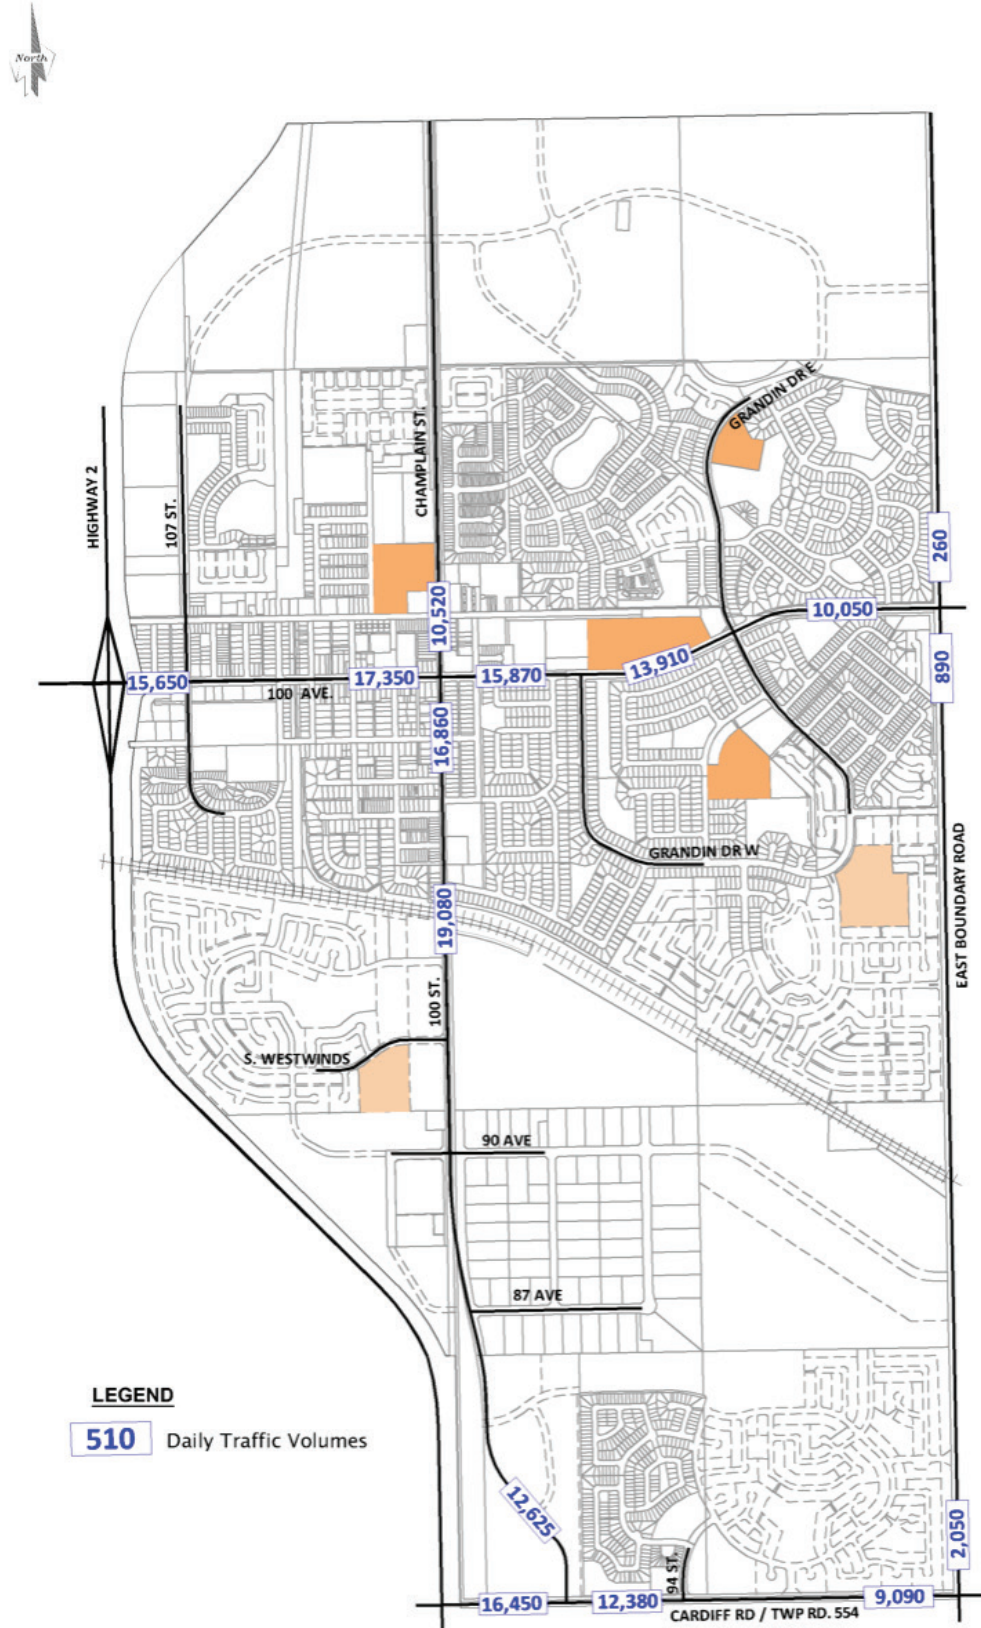 North
GRANDIN DR E
CHAMPLAIN ST.
HIGHWAY 2
107 ST.
260
10,520
10,050
13,910
890
15,650
17,350
15,870
100 AVE.
16,860
GRANDIN DR W
EAST BOUNDARY ROAD
19,080
100 ST.
S. WESTWINDS
90 AVE
87 AVE
LEGEND
510 Daily Traffic Volumes
12,625
2,050
94 ST.
16,450
12,380
9,090
CARDIFF RD / TWP RD. 554